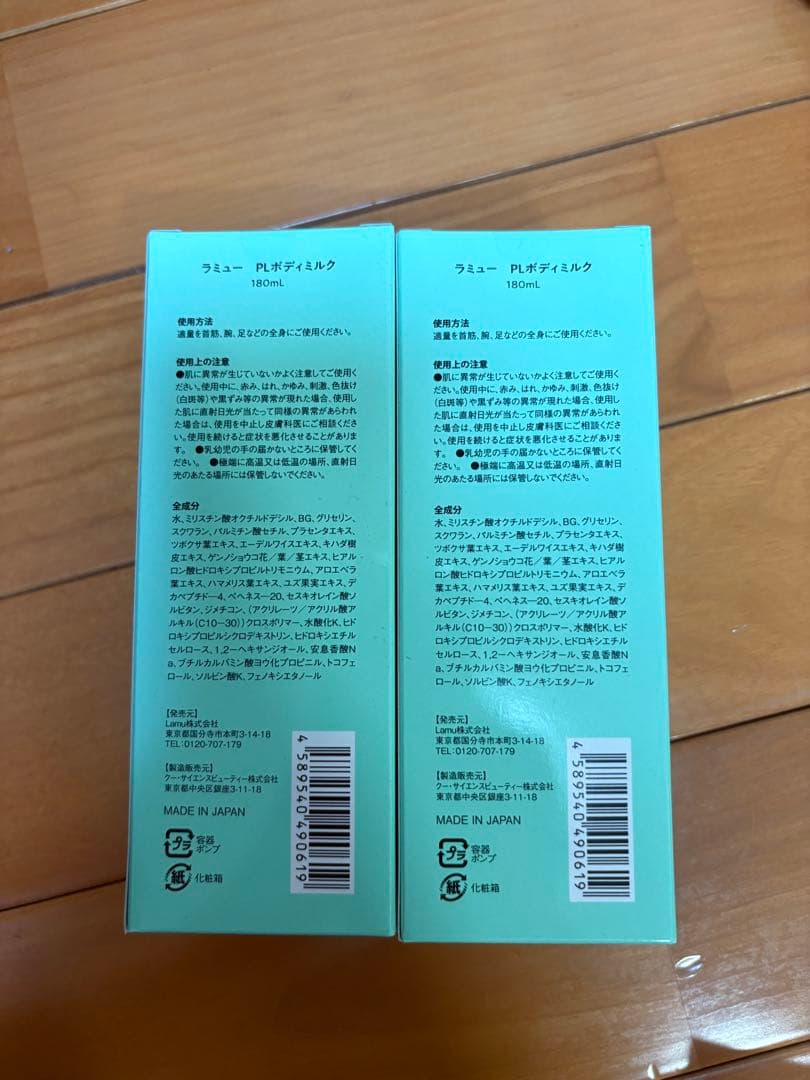 ラミュー　PLボディミルク
180mL
使用方法
適量を首筋、腕、足などの全身にご使用ください。
使用上の注意
●肌に異常が生じていないかよく注意してご使用く
ださい。使用中に、赤み、はれ、かゆみ、刺激、色抜け
(白斑等)や黒ずみ等の異常が現れた場合、使用し
た肌に直射日光が当たって同様の異常があらわれ
た場合は、使用を中止し皮膚科医にご相談くださ
い。使用を続けると症状を悪化させることがありま
す。 ●乳幼児の手の届かないところに保管してく
ださい。 ●極端に高温又は低温の場所、直射日
光のあたる場所には保管しないでください。
全成分
水、ミリスチン酸オクチルドデシル、BG、グリセリン、
スクワラン、パルミチン酸セチル、プラセンタエキス、
ツボクサ葉エキス、エーデルワイスエキス、キハダ樹
皮エキス、ゲンノショウコ花／葉／茎エキス、ヒアル
ロン酸ヒドロキシプロピルトリモニウム、アロエベラ
葉エキス、ハマメリス葉エキス、ユズ果実エキス、デ
カペプチド-4、ベヘネス-20、セスキオレイン酸ソ
ルビタン、ジメチコン、(アクリレーツ／アクリル酸ア
ルキル(C10-30))クロスポリマー、水酸化K、ヒド
ロキシプロピルシクロデキストリン、ヒドロキシエチル
セルロース、1,2-ヘキサンジオール、安息香酸N
a、ブチルカルバミン酸ヨウ化プロピニル、トコフェ
ロール、ソルビン酸K、フェノキシエタノール
【発売元】
Lamu株式会社
東京都国分寺市本町3-14-18
TEL:0120-707-179
【製造販売元】
クー・サイエンスビューティー株式会社
東京都中央区銀座3-11-18
MADE IN JAPAN
プラ
容器
ポンプ
紙
化粧箱
4589540490619
ラミュー　PLボディミルク
180mL
使用方法
適量を首筋、腕、足などの全身にご使用ください。
使用上の注意
●肌に異常が生じていないかよく注意してご使用く
ださい。使用中に、赤み、はれ、かゆみ、刺激、色抜け
(白斑等)や黒ずみ等の異常が現れた場合、使用し
た肌に直射日光が当たって同様の異常があらわれ
た場合は、使用を中止し皮膚科医にご相談くださ
い。使用を続けると症状を悪化させることがありま
す。 ●乳幼児の手の届かないところに保管してく
ださい。 ●極端に高温又は低温の場所、直射日
光のあたる場所には保管しないでください。
全成分
水、ミリスチン酸オクチルドデシル、BG、グリセリン、
スクワラン、パルミチン酸セチル、プラセンタエキス、
ツボクサ葉エキス、エーデルワイスエキス、キハダ樹
皮エキス、ゲンノショウコ花／葉／茎エキス、ヒアル
ロン酸ヒドロキシプロピルトリモニウム、アロエベラ
葉エキス、ハマメリス葉エキス、ユズ果実エキス、デ
カペプチド-4、ベヘネス-20、セスキオレイン酸ソ
ルビタン、ジメチコン、(アクリレーツ／アクリル酸ア
ルキル(C10-30))クロスポリマー、水酸化K、ヒド
ロキシプロピルシクロデキストリン、ヒドロキシエチル
セルロース、1,2-ヘキサンジオール、安息香酸N
a、ブチルカルバミン酸ヨウ化プロピニル、トコフェ
ロール、ソルビン酸K、フェノキシエタノール
【発売元】
Lamu株式会社
東京都国分寺市本町3-14-18
TEL:0120-707-179
【製造販売元】
クー・サイエンスビューティー株式会社
東京都中央区銀座3-11-18
MADE IN JAPAN
プラ
容器
ポンプ
紙
化粧箱
4589540490619